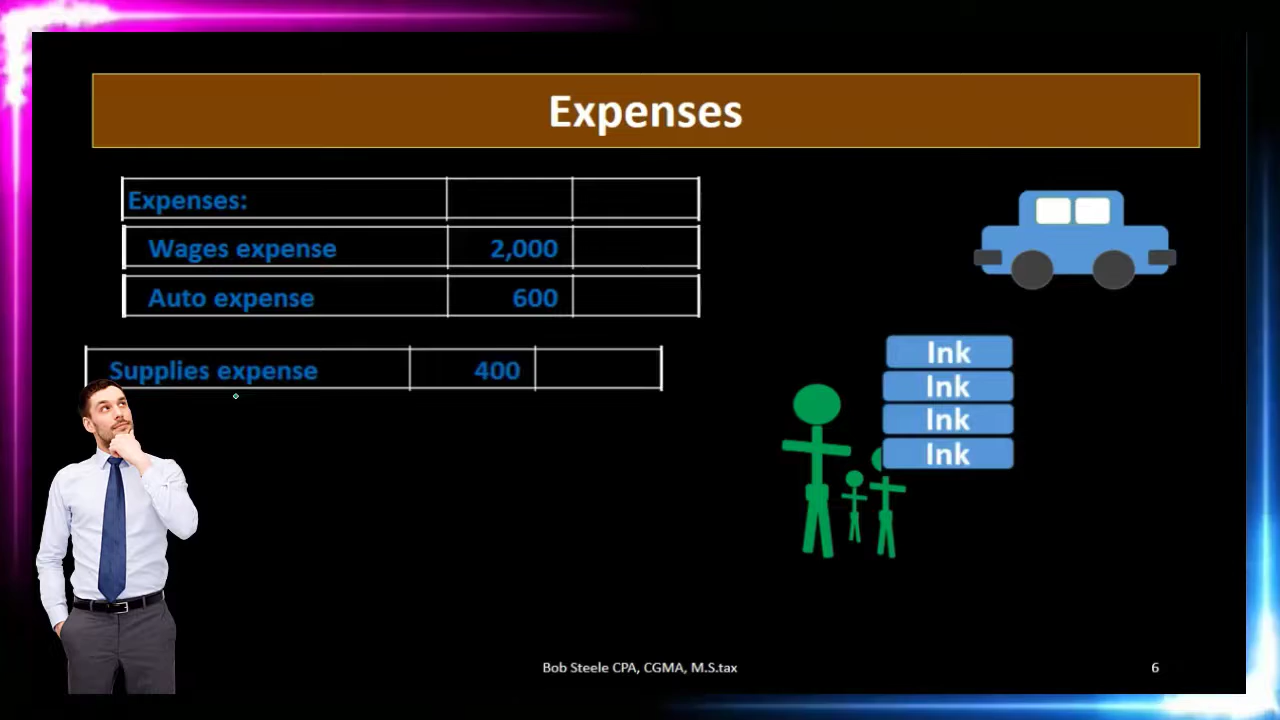 Expenses
Expenses:
Wages expense 2,000
Auto expense 600
Supplies expense 400
Ink
Ink
Ink
Ink
Bob Steele CPA, CGMA, M.S.tax
6